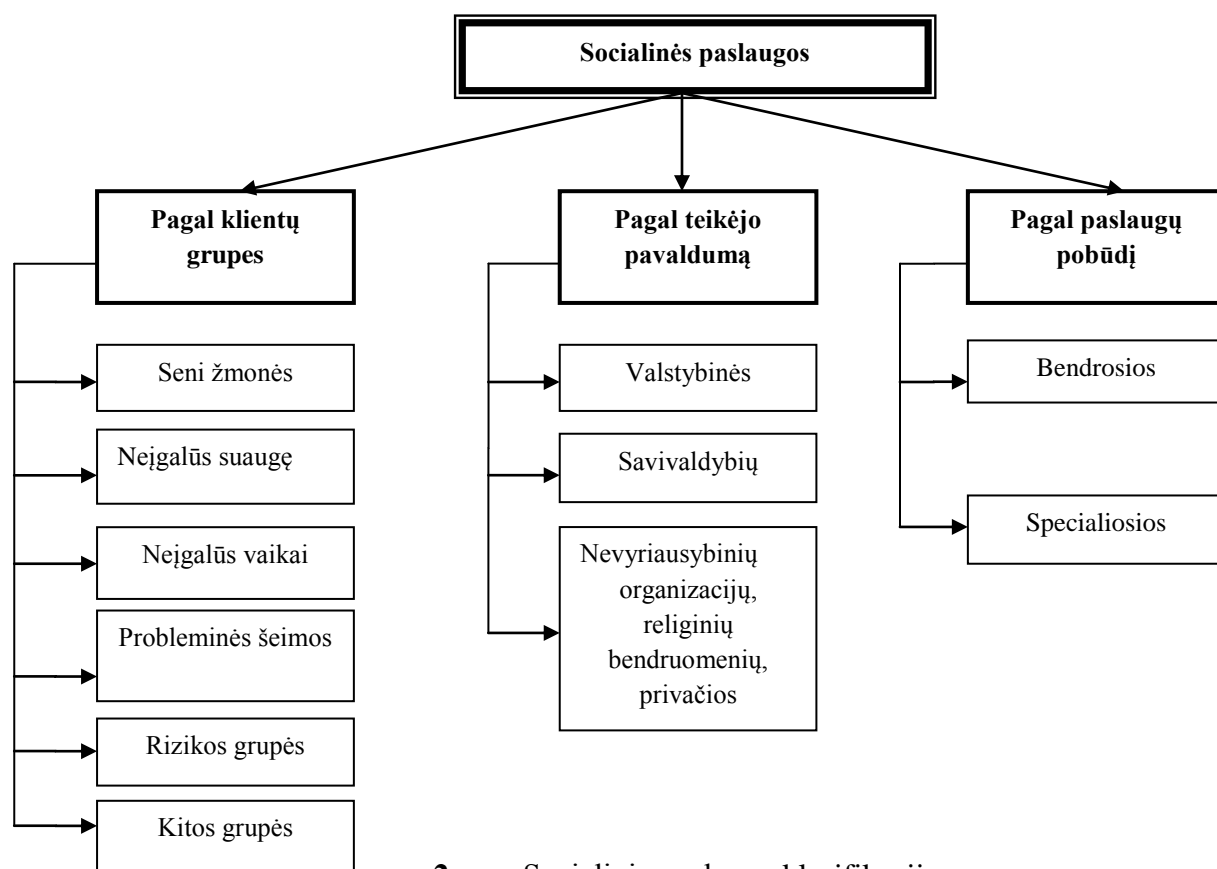 Socialinės paslaugos
Pagal klientų
grupes
Pagal teikėjo
pavaldumą
Pagal paslaugų
pobūdį
Seni žmonės
Neįgalūs suaugę
Neįgalūs vaikai
Probleminės šeimos
Rizikos grupės
Kitos grupės
Valstybinės
Savivaldybių
Nevyriausybinių
organizacijų,
religinių
bendruomenių,
privačios
Bendrosios
Specialiosios